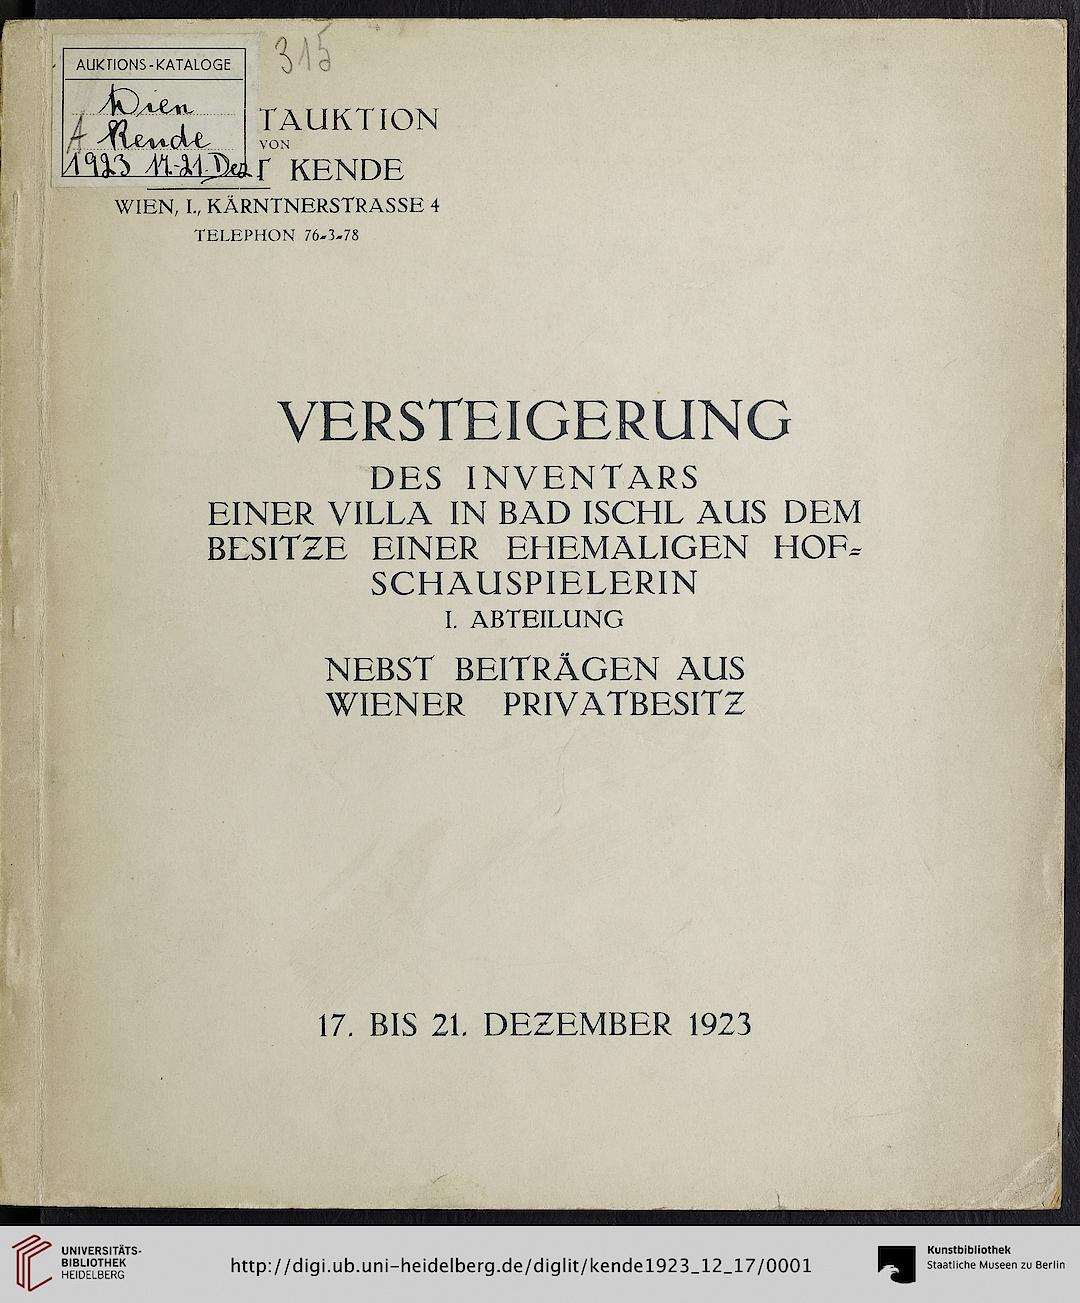 AUKTIONS-KATALOGE
Wien
A Kende
1923 17.-21. Dez
315
TAUKTION
VON
T KENDE
WIEN, I., KÄRNTNERSTRASSE 4
TELEPHON 76-3-78
VERSTEIGERUNG
DES INVENTARS
EINER VILLA IN BAD ISCHL AUS DEM
BESITZE EINER EHEMALIGEN HOF-
SCHAUSPIELERIN
I. ABTEILUNG
NEBST BEITRÄGEN AUS
WIENER PRIVATBESITZ
17. BIS 21. DEZEMBER 1923
UNIVERSITÄTS-
BIBLIOTHEK
HEIDELBERG
http://digi.ub.uni-heidelberg.de/diglit/kende1923_12_17/0001
Kunstbibliothek
Staatliche Museen zu Berlin